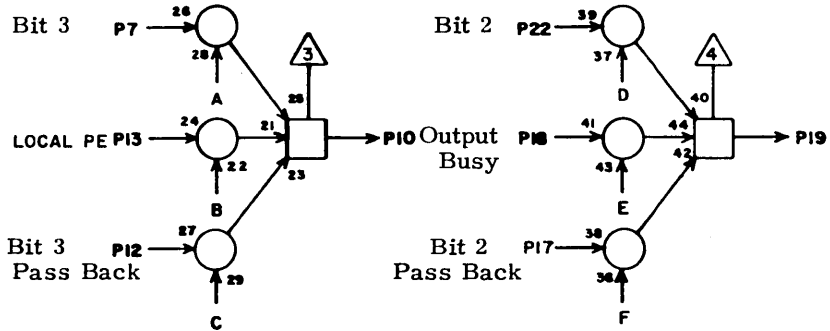 26
Bit 3 P7
28
3
A
25
24
LOCAL PE P13
21
P10
22
23
B
27
Bit 3 P12
Pass Back
29
C
39
Bit 2 P22
37
4
D
40
41
Output P18
Busy
44
P19
43
42
E
38
Bit 2 P17
Pass Back
36
F